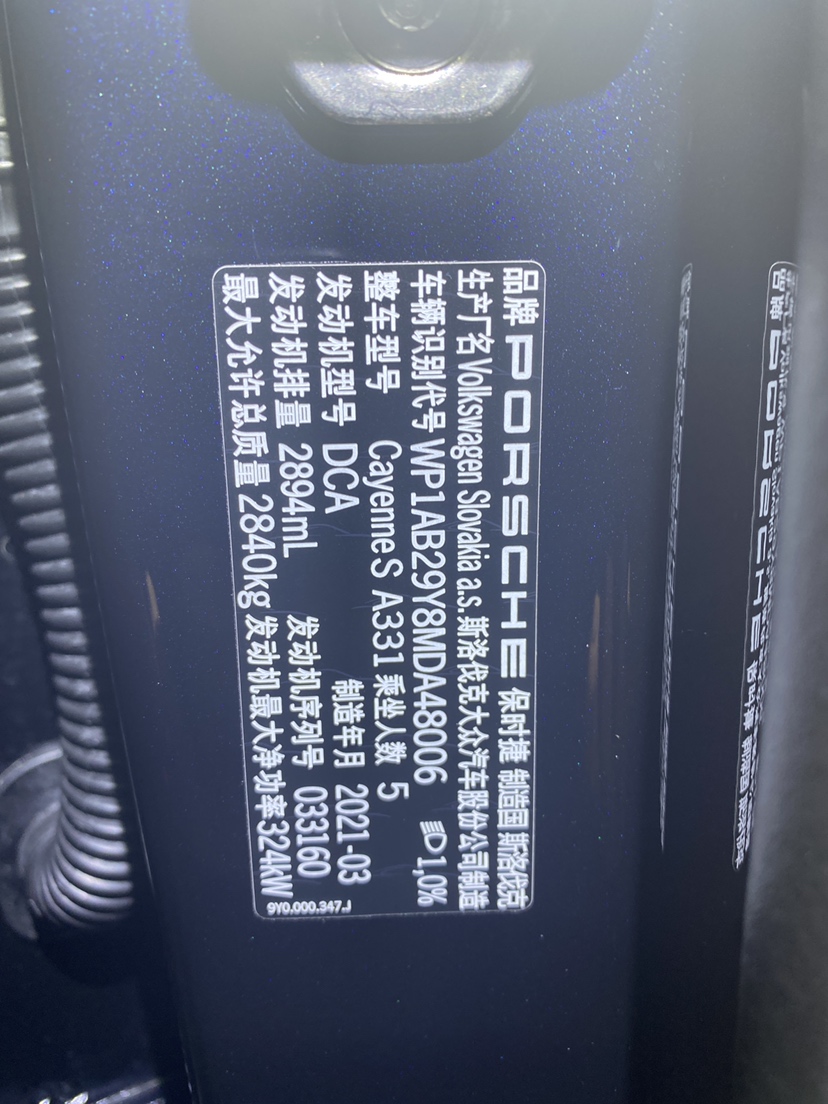 品牌 PORSCHE 保时捷 制造国 斯洛伐克
生产厂名 Volkswagen Slovakia a.s. 斯洛伐克大众汽车股份公司制造
车辆识别代号 WP1AB29Y8MDA48006 1,0%
整车型号 Cayenne S A331 乘坐人数 5
发动机型号 DCA 制造年月 2021-03
发动机排量 2894mL 发动机序列号 033160
最大允许总质量 2840kg 发动机最大净功率 324kW
9Y0.000.347.J